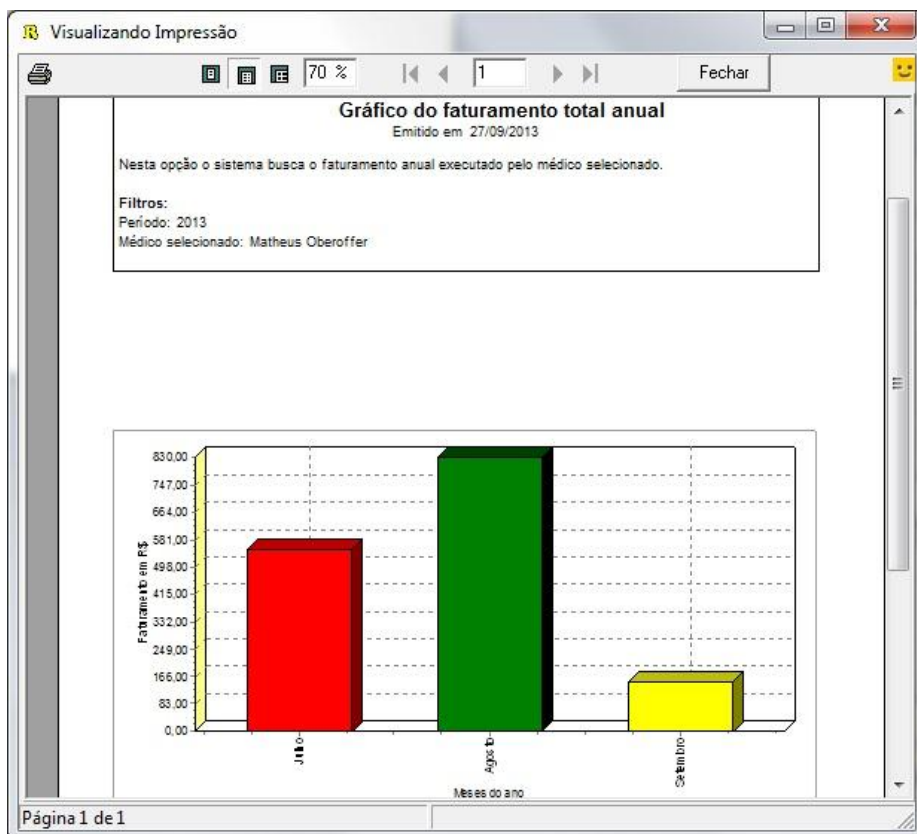 Visualizando Impressão
70 %
1
Fechar
Gráfico do faturamento total anual
Emitido em 27/09/2013
Nesta opção o sistema busca o faturamento anual executado pelo médico selecionado.
Filtros:
Período: 2013
Médico selecionado: Matheus Oberoffer
830,00
747,00
664,00
581,00
498,00
415,00
332,00
249,00
166,00
83,00
0,00
Faturamento em R$
Julho
Agosto
Setembro
Meses do ano
Página 1 de 1